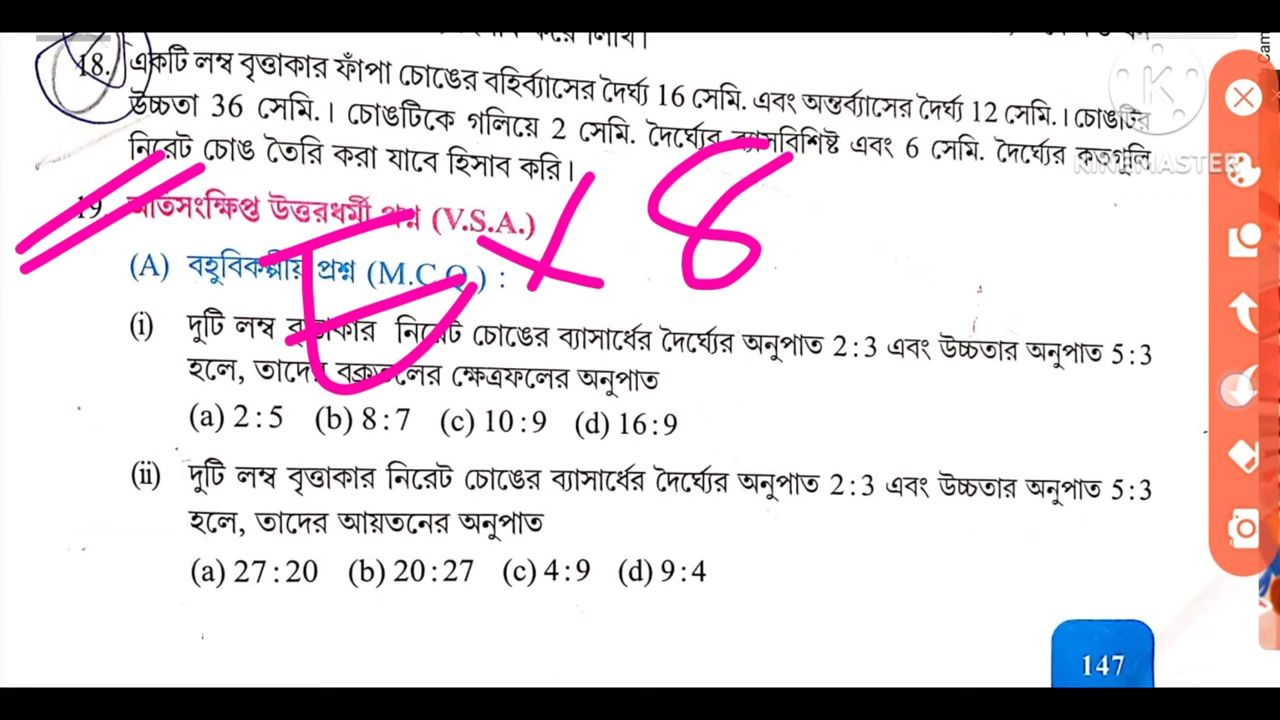 হিসাব করে লিখি।
18. একটি লম্ব বৃত্তাকার ফাঁপা চোঙের বহির্ব্যাসের দৈর্ঘ্য 16 সেমি. এবং অন্তর্ব্যাসের দৈর্ঘ্য 12 সেমি.। চোঙটির
উচ্চতা 36 সেমি.। চোঙটিকে গলিয়ে 2 সেমি. দৈর্ঘ্যের ব্যাসবিশিষ্ট এবং 6 সেমি. দৈর্ঘ্যের কতগুলি
নিরেট চোঙ তৈরি করা যাবে হিসাব করি।
KINEMASTER
19. অতিসংক্ষিপ্ত উত্তরধর্মী প্রশ্ন (V.S.A.)
(A) বহুবিকল্পীয় প্রশ্ন (M.C.Q.) :
(i) দুটি লম্ব বৃত্তাকার নিরেট চোঙের ব্যাসার্ধের দৈর্ঘ্যের অনুপাত 2:3 এবং উচ্চতার অনুপাত 5:3
হলে, তাদের বক্রতলের ক্ষেত্রফলের অনুপাত
(a) 2:5 (b) 8:7 (c) 10:9 (d) 16:9
(ii) দুটি লম্ব বৃত্তাকার নিরেট চোঙের ব্যাসার্ধের দৈর্ঘ্যের অনুপাত 2:3 এবং উচ্চতার অনুপাত 5:3
হলে, তাদের আয়তনের অনুপাত
(a) 27:20 (b) 20:27 (c) 4:9 (d) 9:4
147